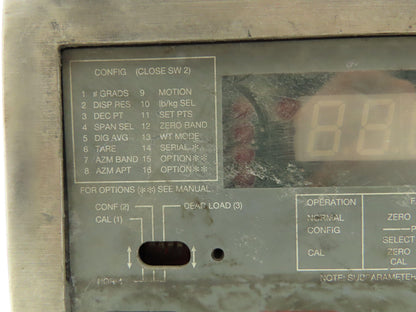 CONFIG (CLOSE SW 2)
1 # GRADS 9 MOTION
2 DISP RES 10 lb/kg SEL
3 DEC PT 11 SET PTS
4 SPAN SEL 12 ZERO BAND
5 DIG AVG 13 WT MODE
6 TARE 14 SERIAL ✻
7 AZM BAND 15 OPTION ✻✻
8 AZM APT 16 OPTION ✻✻
FOR OPTIONS (✻✻) SEE MANUAL
CONF (2) DEAD LOAD (3)
CAL (1)
NORM
OPERATION
NORMAL ZERO
CONFIG
SELECT
CAL ZERO
CAL
NOTE: SUBPARAMETER